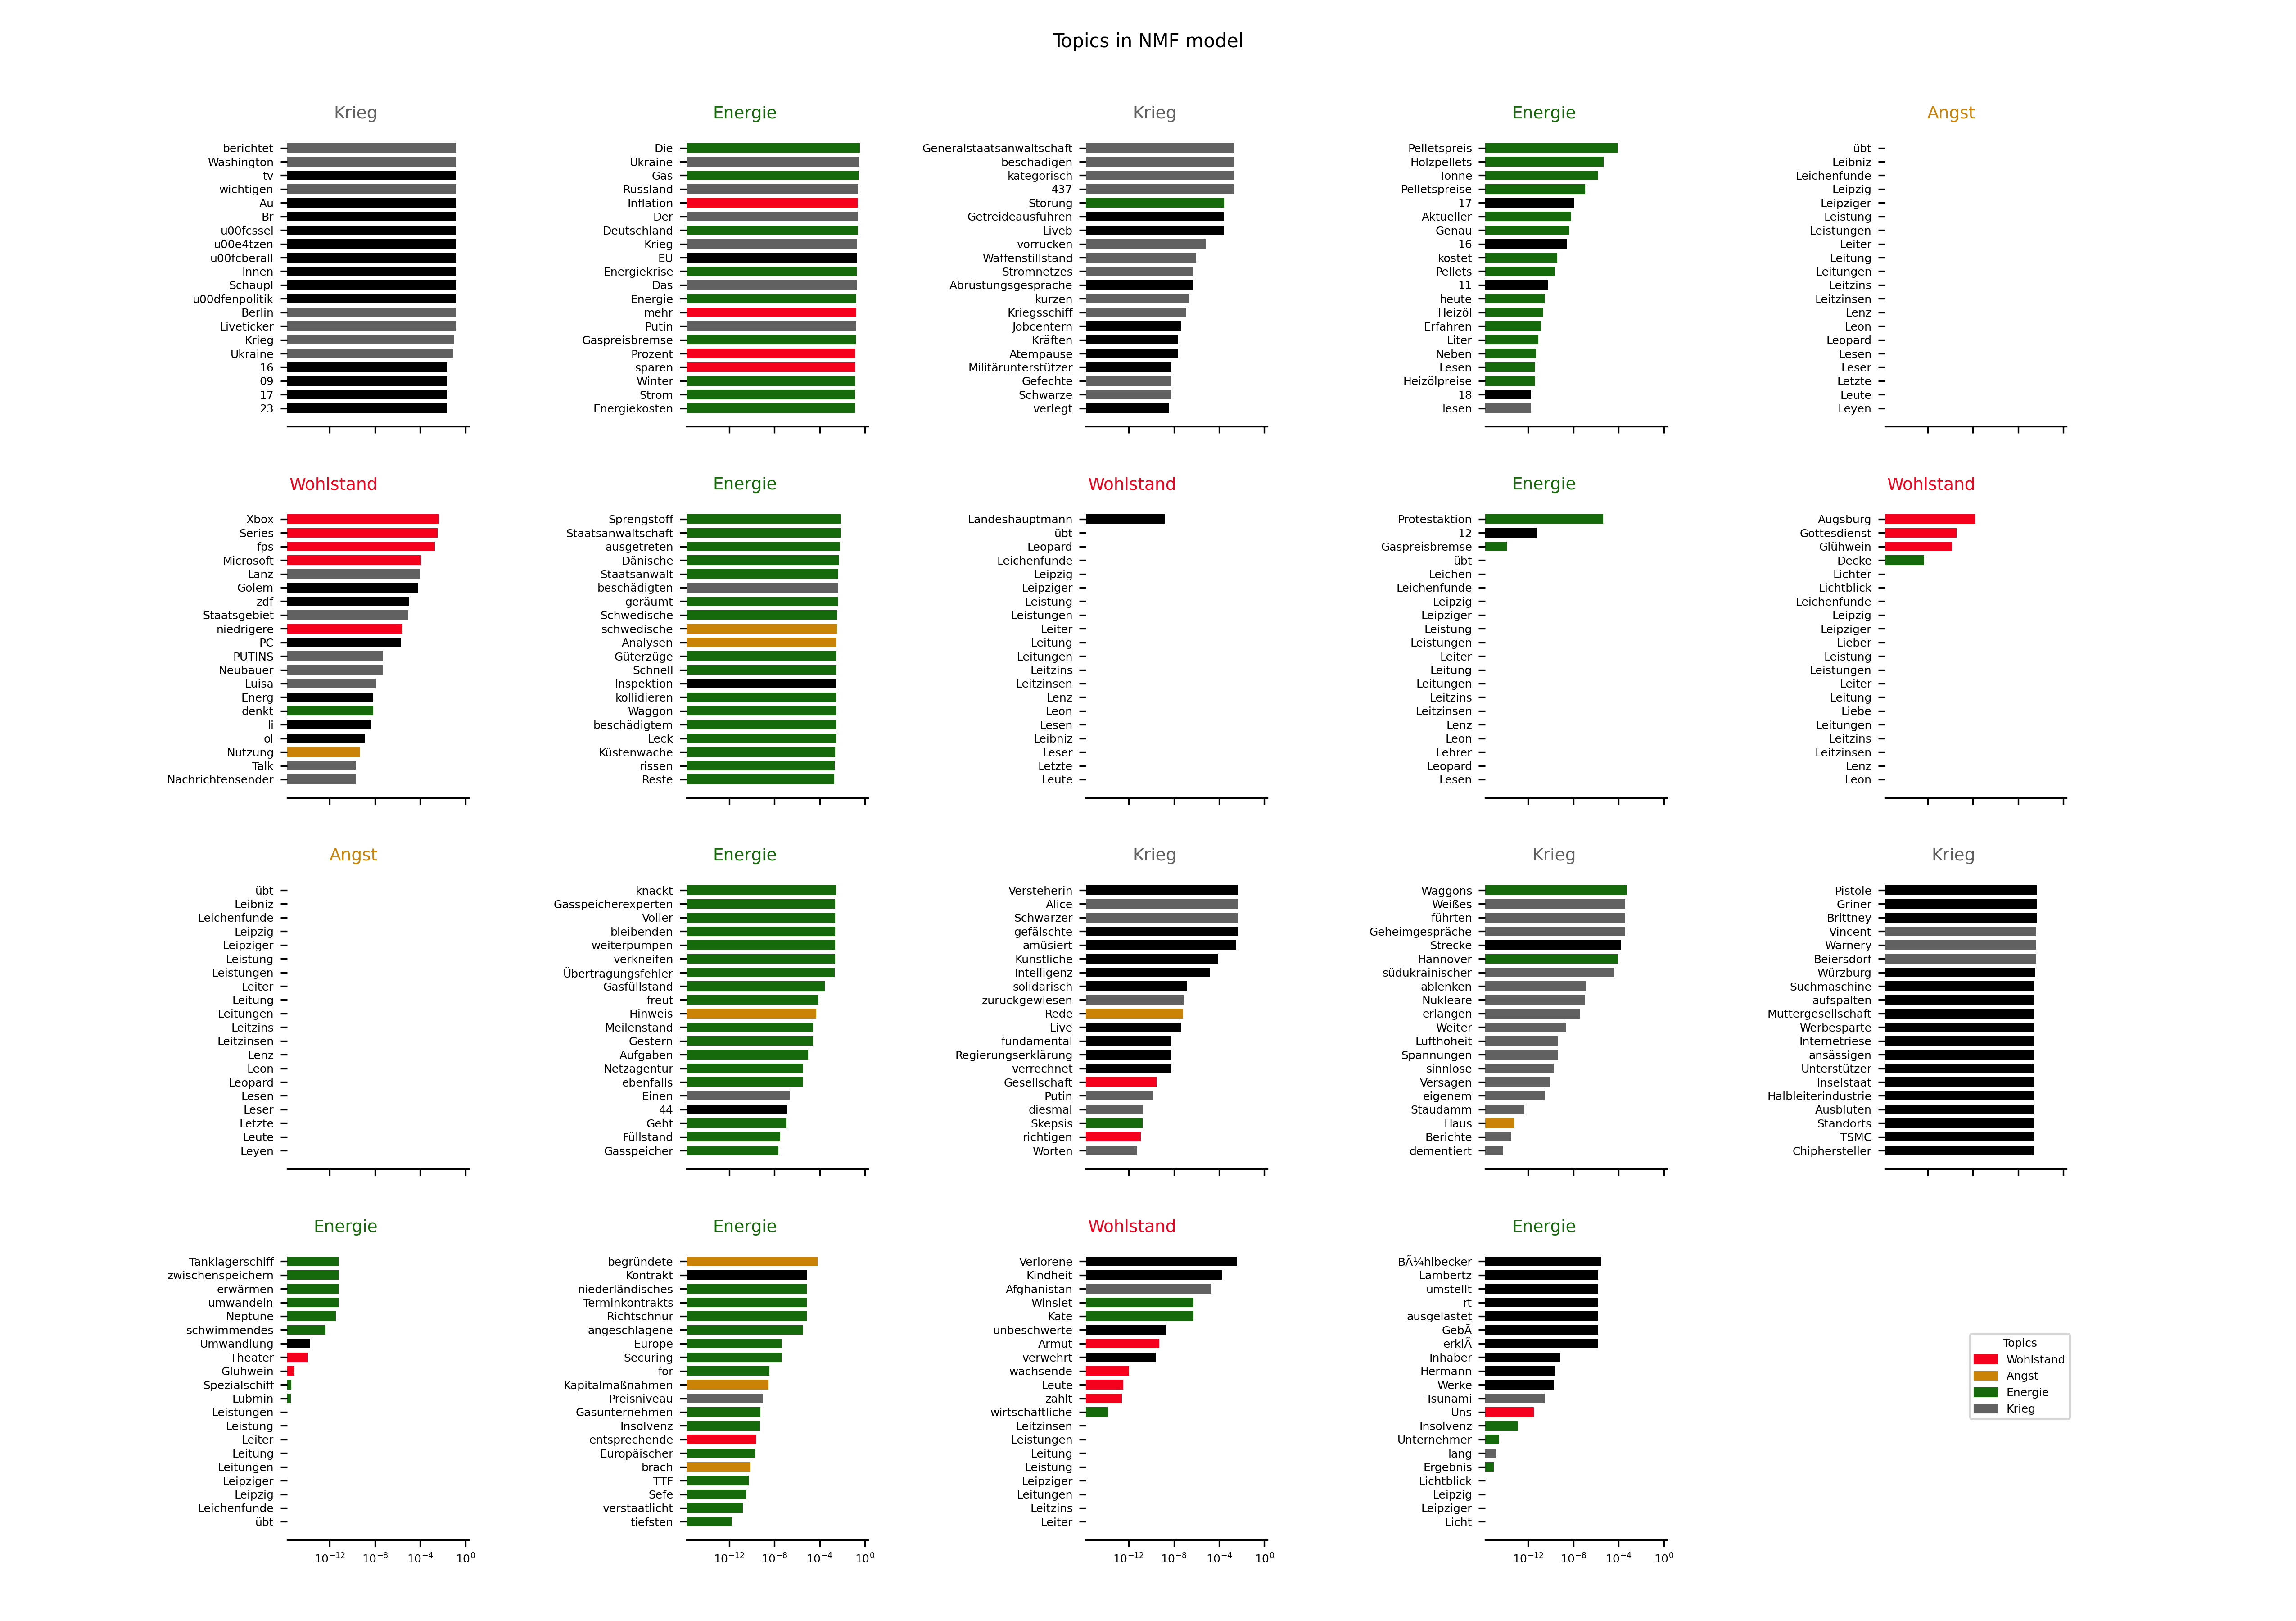 Topics in NMF model
Krieg
berichtet
Washington
tv
wichtigen
Au
Br
u00fcssel
u00e4tzen
u00fcberall
Innen
Schaupl
u00dfenpolitik
Berlin
Liveticker
Krieg
Ukraine
16
09
17
23
Energie
Die
Ukraine
Gas
Russland
Inflation
Der
Deutschland
Krieg
EU
Energiekrise
Das
Energie
mehr
Putin
Gaspreisbremse
Prozent
sparen
Winter
Strom
Energiekosten
Krieg
Generalstaatsanwaltschaft
beschädigen
kategorisch
437
Störung
Getreideausfuhren
Liveb
vorrücken
Waffenstillstand
Stromnetzes
Abrüstungsgespräche
kurzen
Kriegsschiff
Jobcentern
Kräften
Atempause
Militärunterstützer
Gefechte
Schwarze
verlegt
Energie
Pelletspreis
Holzpellets
Tonne
Pelletspreise
17
Aktueller
Genau
16
kostet
Pellets
11
heute
Heizöl
Erfahren
Liter
Neben
Lesen
Heizölpreise
18
lesen
Angst
übt
Leibniz
Leichenfunde
Leipzig
Leipziger
Leistung
Leistungen
Leiter
Leitung
Leitungen
Leitzins
Leitzinsen
Lenz
Leon
Leopard
Lesen
Leser
Letzte
Leute
Leyen
Wohlstand
Xbox
Series
fps
Microsoft
Lanz
Golem
zdf
Staatsgebiet
niedrigere
PC
PUTINS
Neubauer
Luisa
Energ
denkt
li
ol
Nutzung
Talk
Nachrichtensender
Energie
Sprengstoff
Staatsanwaltschaft
ausgetreten
Dänische
Staatsanwalt
beschädigten
geräumt
Schwedische
schwedische
Analysen
Güterzüge
Schnell
Inspektion
kollidieren
Waggon
beschädigtem
Leck
Küstenwache
rissen
Reste
Wohlstand
Landeshauptmann
übt
Leopard
Leichenfunde
Leipzig
Leipziger
Leistung
Leistungen
Leiter
Leitung
Leitungen
Leitzins
Leitzinsen
Lenz
Leon
Lesen
Leibniz
Leser
Letzte
Leute
Energie
Protestaktion
12
Gaspreisbremse
übt
Leichen
Leichenfunde
Leipzig
Leipziger
Leistung
Leistungen
Leiter
Leitung
Leitungen
Leitzins
Leitzinsen
Lenz
Leon
Lehrer
Leopard
Lesen
Wohlstand
Augsburg
Gottesdienst
Glühwein
Decke
Lichter
Lichtblick
Leichenfunde
Leipzig
Leipziger
Lieber
Leistung
Leistungen
Leiter
Leitung
Liebe
Leitungen
Leitzins
Leitzinsen
Lenz
Leon
Angst
übt
Leibniz
Leichenfunde
Leipzig
Leipziger
Leistung
Leistungen
Leiter
Leitung
Leitungen
Leitzins
Leitzinsen
Lenz
Leon
Leopard
Lesen
Leser
Letzte
Leute
Leyen
Energie
knackt
Gasspeicherexperten
Voller
bleibenden
weiterpumpen
verkneifen
Übertragungsfehler
Gasfüllstand
freut
Hinweis
Meilenstand
Gestern
Aufgaben
Netzagentur
ebenfalls
Einen
44
Geht
Füllstand
Gasspeicher
Krieg
Versteherin
Alice
Schwarzer
gefälschte
amüsiert
Künstliche
Intelligenz
solidarisch
zurückgewiesen
Rede
Live
fundamental
Regierungserklärung
verrechnet
Gesellschaft
Putin
diesmal
Skepsis
richtigen
Worten
Krieg
Waggons
Weißes
führten
Geheimgespräche
Strecke
Hannover
südukrainischer
ablenken
Nukleare
erlangen
Weiter
Lufthoheit
Spannungen
sinnlose
Versagen
eigenem
Staudamm
Haus
Berichte
dementiert
Krieg
Pistole
Griner
Brittney
Vincent
Warnery
Beiersdorf
Würzburg
Suchmaschine
aufspalten
Muttergesellschaft
Werbesparte
Internetriese
ansässigen
Unterstützer
Inselstaat
Halbleiterindustrie
Ausbluten
Standorts
TSMC
Chiphersteller
Energie
Tanklagerschiff
zwischenspeichern
erwärmen
umwandeln
Neptune
schwimmendes
Umwandlung
Theater
Glühwein
Spezialschiff
Lubmin
Leistungen
Leistung
Leiter
Leitung
Leitungen
Leipziger
Leipzig
Leichenfunde
übt
10⁻¹² 10⁻⁸ 10⁻⁴ 10⁰
Energie
begründete
Kontrakt
niederländisches
Terminkontrakts
Richtschnur
angeschlagene
Europe
Securing
for
Kapitalmaßnahmen
Preisniveau
Gasunternehmen
Insolvenz
entsprechende
Europäischer
brach
TTF
Sefe
verstaatlicht
tiefsten
10⁻¹² 10⁻⁸ 10⁻⁴ 10⁰
Wohlstand
Verlorene
Kindheit
Afghanistan
Winslet
Kate
unbeschwerte
Armut
verwehrt
wachsende
Leute
zahlt
wirtschaftliche
Leitzinsen
Leistungen
Leitung
Leistung
Leipziger
Leitungen
Leitzins
Leiter
10⁻¹² 10⁻⁸ 10⁻⁴ 10⁰
Energie
BÃ¼hlbecker
Lambertz
umstellt
rt
ausgelastet
GebÃ
erklÃ
Inhaber
Hermann
Werke
Tsunami
Uns
Insolvenz
Unternehmer
lang
Ergebnis
Lichtblick
Leipzig
Leipziger
Licht
10⁻¹² 10⁻⁸ 10⁻⁴ 10⁰
Topics
Wohlstand
Angst
Energie
Krieg